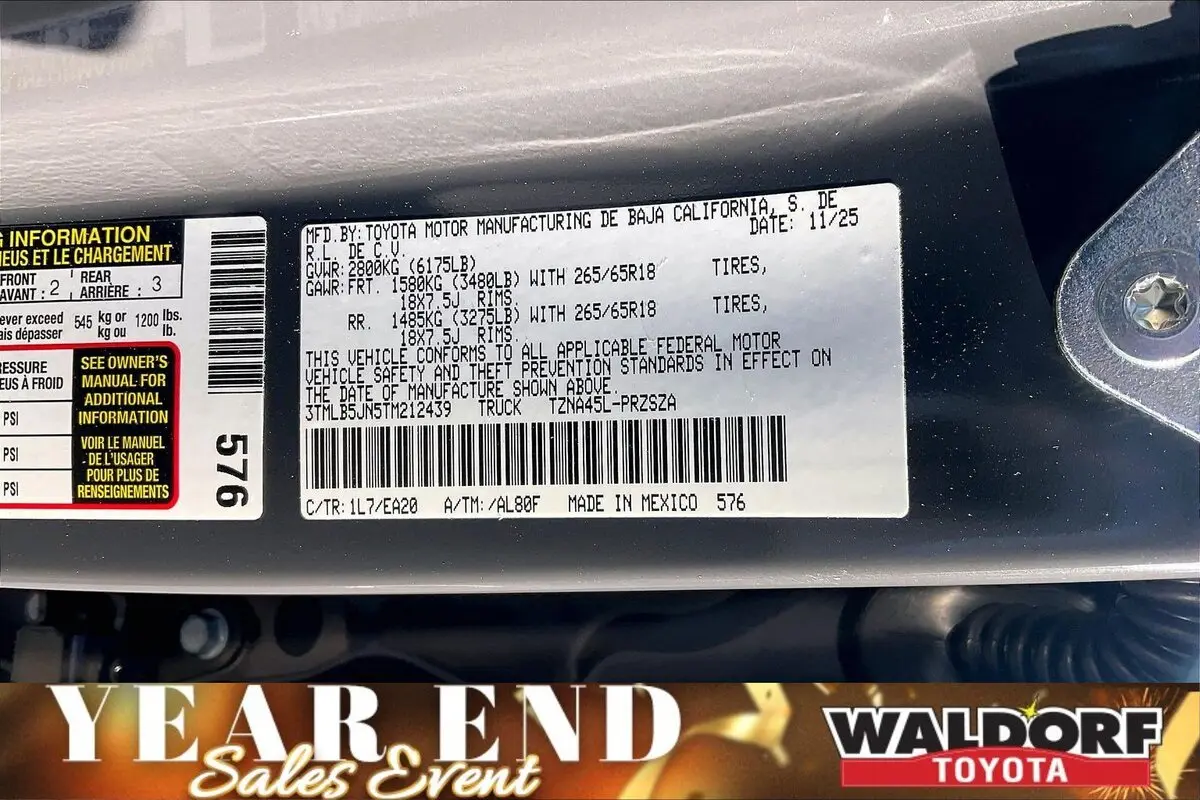 G INFORMATION
NEUS ET LE CHARGEMENT
FRONT
AVANT : 2
REAR
ARRIÈRE : 3
ever exceed 545 kg or 1200 lbs.
ais dépasser kg ou lb.
RESSURE
EUS À FROID
PSI
PSI
PSI
SEE OWNER'S
MANUAL FOR
ADDITIONAL
INFORMATION
VOIR LE MANUEL
DE L'USAGER
POUR PLUS DE
RENSEIGNEMENTS
576
MFD. BY: TOYOTA MOTOR MANUFACTURING DE BAJA CALIFORNIA, S. DE
R.L. DE C.V. DATE: 11/25
GVWR: 2800KG (6175LB)
GAWR: FRT. 1580KG (3480LB) WITH 265/65R18 TIRES,
18X7.5J RIMS.
RR. 1485KG (3275LB) WITH 265/65R18 TIRES,
18X7.5J RIMS.
THIS VEHICLE CONFORMS TO ALL APPLICABLE FEDERAL MOTOR
VEHICLE SAFETY AND THEFT PREVENTION STANDARDS IN EFFECT ON
THE DATE OF MANUFACTURE SHOWN ABOVE.
3TMLB5JN5TM212439 TRUCK TZNA45L-PRZSZA
C/TR: 1L7/EA20 A/TM: /AL80F MADE IN MEXICO 576
YEAR END
Sales Event
WALDORF
TOYOTA